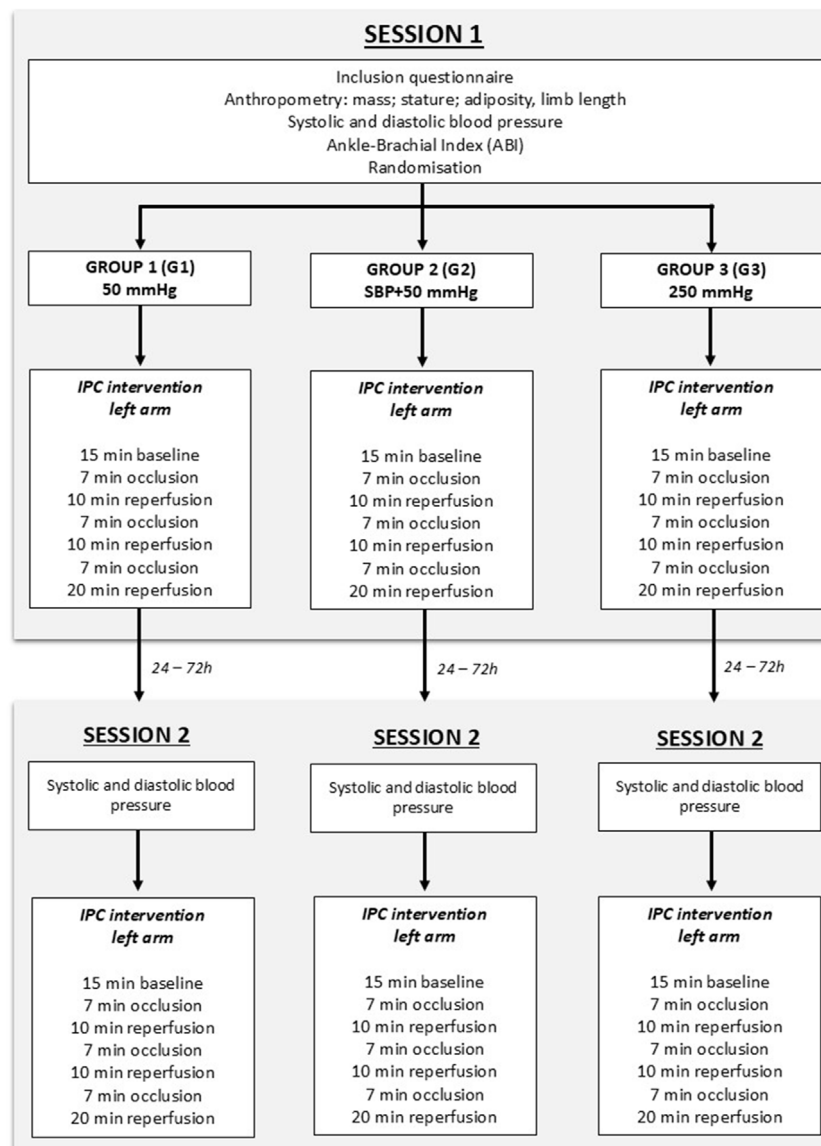 SESSION 1
Inclusion questionnaire
Anthropometry: mass; stature; adiposity, limb length
Systolic and diastolic blood pressure
Ankle-Brachial Index (ABI)
Randomisation
GROUP 1 (G1)
50 mmHg
GROUP 2 (G2)
SBP+50 mmHg
GROUP 3 (G3)
250 mmHg
IPC intervention
left arm
15 min baseline
7 min occlusion
10 min reperfusion
7 min occlusion
10 min reperfusion
7 min occlusion
20 min reperfusion
IPC intervention
left arm
15 min baseline
7 min occlusion
10 min reperfusion
7 min occlusion
10 min reperfusion
7 min occlusion
20 min reperfusion
IPC intervention
left arm
15 min baseline
7 min occlusion
10 min reperfusion
7 min occlusion
10 min reperfusion
7 min occlusion
20 min reperfusion
24 – 72h
24 – 72h
24 – 72h
SESSION 2
Systolic and diastolic blood
pressure
SESSION 2
Systolic and diastolic blood
pressure
SESSION 2
Systolic and diastolic blood
pressure
IPC intervention
left arm
15 min baseline
7 min occlusion
10 min reperfusion
7 min occlusion
10 min reperfusion
7 min occlusion
20 min reperfusion
IPC intervention
left arm
15 min baseline
7 min occlusion
10 min reperfusion
7 min occlusion
10 min reperfusion
7 min occlusion
20 min reperfusion
IPC intervention
left arm
15 min baseline
7 min occlusion
10 min reperfusion
7 min occlusion
10 min reperfusion
7 min occlusion
20 min reperfusion